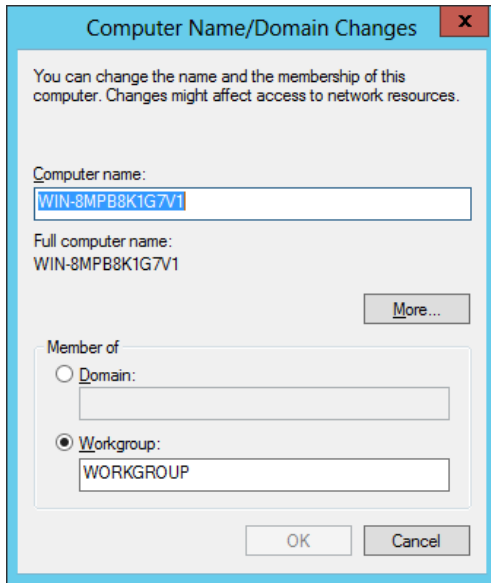 Computer Name/Domain Changes
x
You can change the name and the membership of this
computer. Changes might affect access to network resources.
Computer name:
WIN-8MPB8K1G7V1
Full computer name:
WIN-8MPB8K1G7V1
More...
Member of
Domain:
Workgroup:
WORKGROUP
OK Cancel